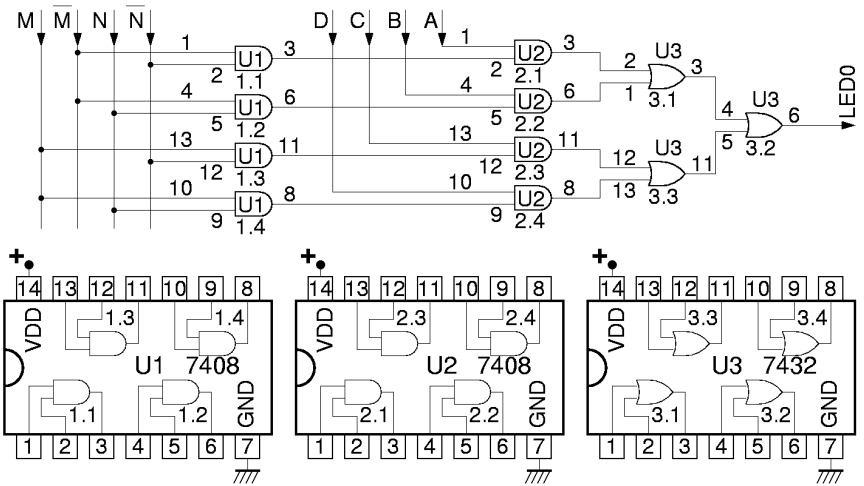 M M̅ N N̅ D C B A
1 3 1 3
U1 U2 U3
2 1.1 2 2.1 2 3
4 6 4 6 1 3.1
U1 U2 4 U3 6 LED0
5 1.2 5 2.2 5 3.2
13 11 13 11 U3
U1 U2 12 11
12 1.3 12 2.3 13 3.3
10 8 10 8
U1 U2
9 1.4 9 2.4
+ + +
14 13 12 11 10 9 8 14 13 12 11 10 9 8 14 13 12 11 10 9 8
VDD 1.3 1.4 VDD 2.3 2.4 VDD 3.3 3.4
U1 7408 U2 7408 U3 7432
1.1 1.2 GND 2.1 2.2 GND 3.1 3.2 GND
1 2 3 4 5 6 7 1 2 3 4 5 6 7 1 2 3 4 5 6 7